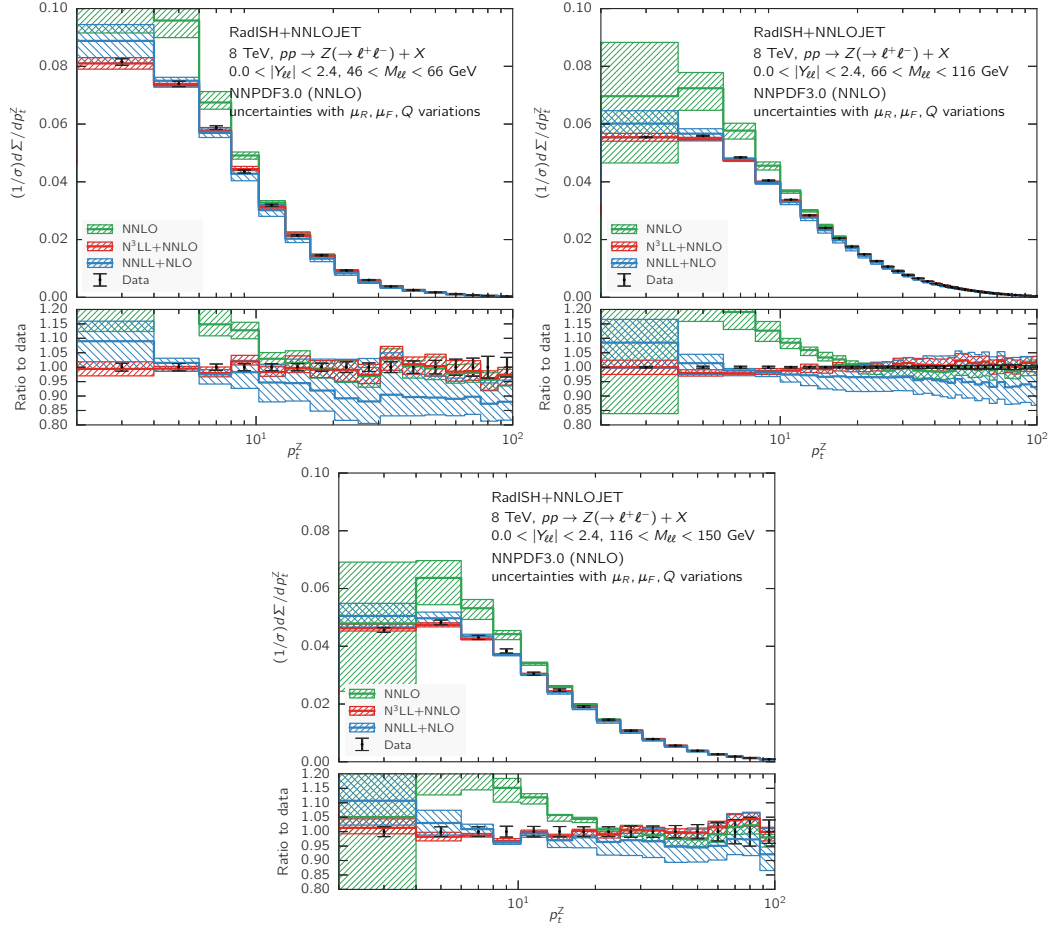 RadISH+NNLOJET
8 TeV, pp → Z(→ ℓ⁺ℓ⁻) + X
0.0 < |Yℓℓ| < 2.4, 46 < Mℓℓ < 66 GeV
NNPDF3.0 (NNLO)
uncertainties with μR, μF, Q variations
(1/σ)dΣ/dp_t^Z
0.10
0.08
0.06
0.04
0.02
0.00
NNLO
N³LL+NNLO
NNLL+NLO
Data
Ratio to data
1.20
1.15
1.10
1.05
1.00
0.95
0.90
0.85
0.80
10¹
10²
p_t^Z
RadISH+NNLOJET
8 TeV, pp → Z(→ ℓ⁺ℓ⁻) + X
0.0 < |Yℓℓ| < 2.4, 66 < Mℓℓ < 116 GeV
NNPDF3.0 (NNLO)
uncertainties with μR, μF, Q variations
(1/σ)dΣ/dp_t^Z
0.10
0.08
0.06
0.04
0.02
0.00
NNLO
N³LL+NNLO
NNLL+NLO
Data
Ratio to data
1.20
1.15
1.10
1.05
1.00
0.95
0.90
0.85
0.80
10¹
10²
p_t^Z
RadISH+NNLOJET
8 TeV, pp → Z(→ ℓ⁺ℓ⁻) + X
0.0 < |Yℓℓ| < 2.4, 116 < Mℓℓ < 150 GeV
NNPDF3.0 (NNLO)
uncertainties with μR, μF, Q variations
(1/σ)dΣ/dp_t^Z
0.10
0.08
0.06
0.04
0.02
0.00
NNLO
N³LL+NNLO
NNLL+NLO
Data
Ratio to data
1.20
1.15
1.10
1.05
1.00
0.95
0.90
0.85
0.80
10¹
10²
p_t^Z